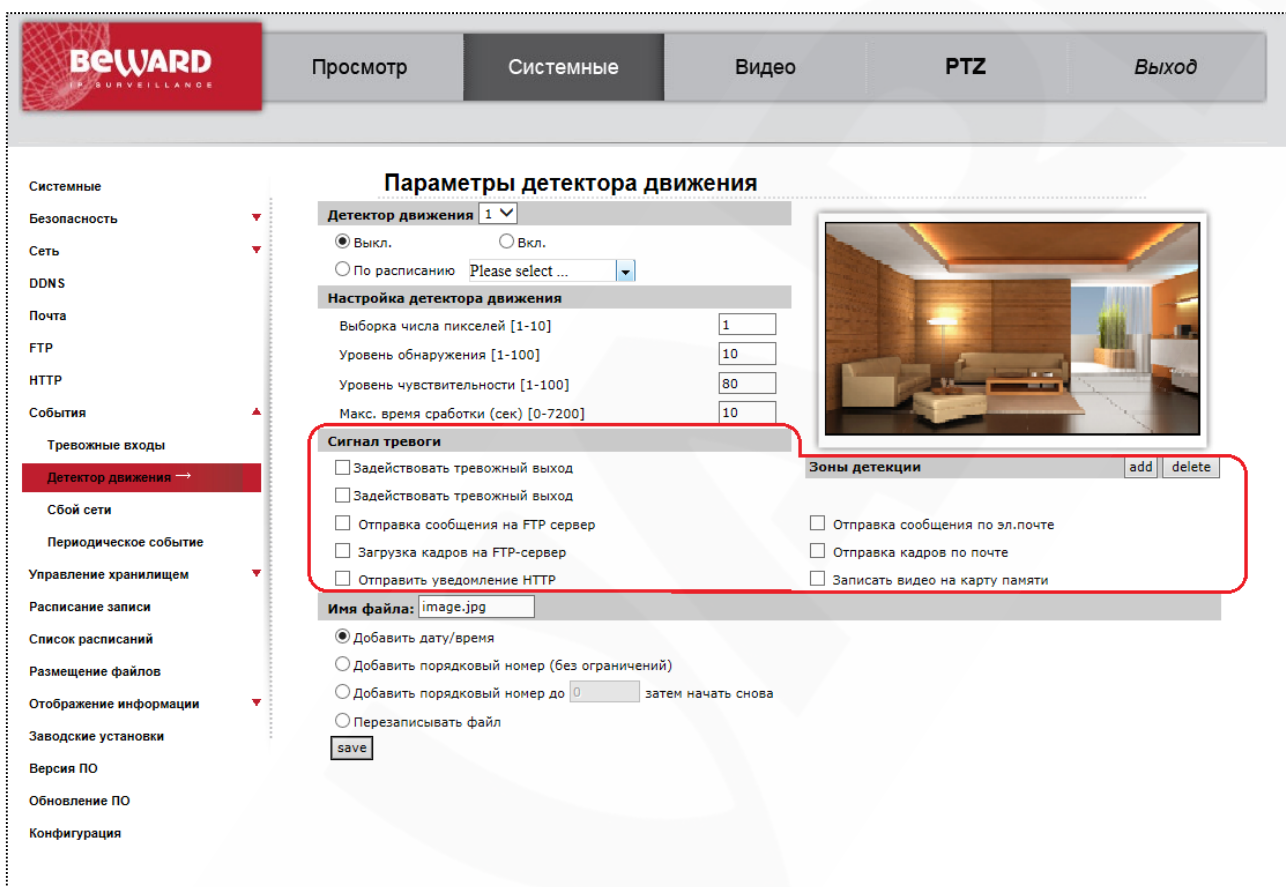 BEWARD
IP SURVEILLANCE
Просмотр
Системные
Видео
PTZ
Выход
Системные
Безопасность
Сеть
DDNS
Почта
FTP
HTTP
События
Тревожные входы
Детектор движения →
Сбой сети
Периодическое событие
Управление хранилищем
Расписание записи
Список расписаний
Размещение файлов
Отображение информации
Заводские установки
Версия ПО
Обновление ПО
Конфигурация
Параметры детектора движения
Детектор движения 1
Выкл. Вкл.
По расписанию Please select ...
Настройка детектора движения
Выборка числа пикселей [1-10] 1
Уровень обнаружения [1-100] 10
Уровень чувствительности [1-100] 80
Макс. время сработки (сек) [0-7200] 10
Сигнал тревоги
Задействовать тревожный выход
Зоны детекции add delete
Задействовать тревожный выход
Отправка сообщения на FTP сервер
Отправка сообщения по эл.почте
Загрузка кадров на FTP-сервер
Отправка кадров по почте
Отправить уведомление HTTP
Записать видео на карту памяти
Имя файла: image.jpg
Добавить дату/время
Добавить порядковый номер (без ограничений)
Добавить порядковый номер до 0 затем начать снова
Перезаписывать файл
save